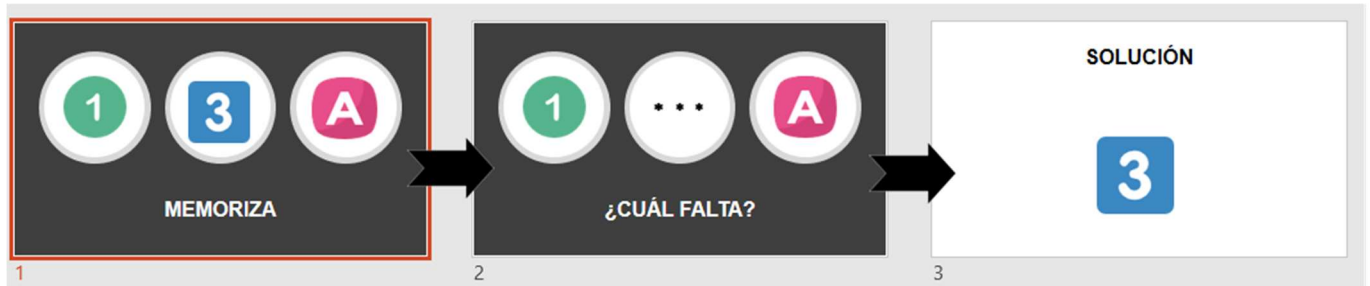 1 3 A
MEMORIZA
1
1 *** A
¿CUÁL FALTA?
2
SOLUCIÓN
3
3